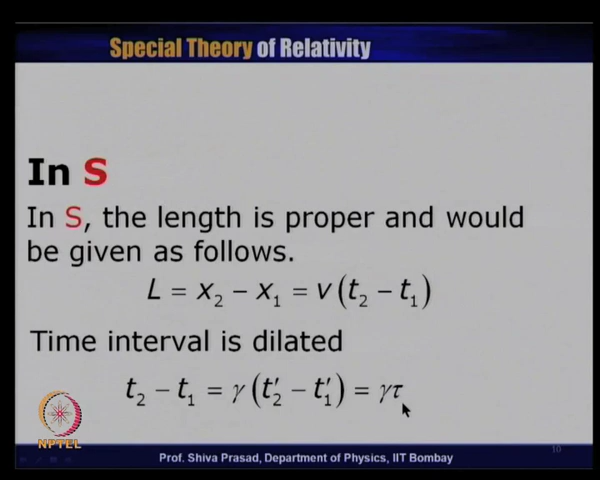 Special Theory of Relativity
In S
In S, the length is proper and would
be given as follows.
L = x₂ − x₁ = v(t₂ − t₁)
Time interval is dilated
t₂ − t₁ = γ(t′₂ − t′₁) = γτ
NPTEL
10
Prof. Shiva Prasad, Department of Physics, IIT Bombay